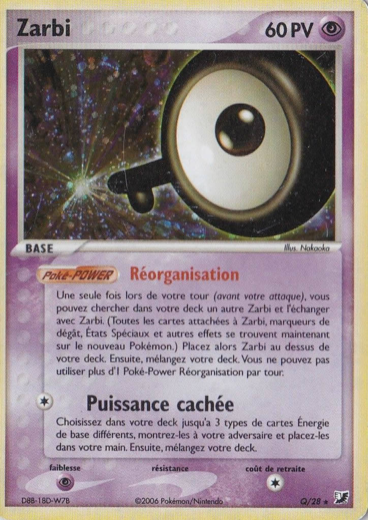 Zarbi 60 PV
BASE Illus. Nakaoka
Poké-POWER Réorganisation
Une seule fois lors de votre tour (avant votre attaque), vous
pouvez chercher dans votre deck un autre Zarbi et l'échanger
avec Zarbi. (Toutes les cartes attachées à Zarbi, marqueurs de
dégât, États Spéciaux et autres effets se trouvent maintenant
sur le nouveau Pokémon.) Placez alors Zarbi au dessus de
votre deck. Ensuite, mélangez votre deck. Vous ne pouvez pas
utiliser plus d'1 Poké-Power Réorganisation par tour.
Puissance cachée
Choisissez dans votre deck jusqu'à 3 types de cartes Énergie
de base différents, montrez-les à votre adversaire et placez-les
dans votre main. Ensuite, mélangez votre deck.
faiblesse résistance coût de retraite
D8B-18D-W7B ©2006 Pokémon/Nintendo Q/28 ★